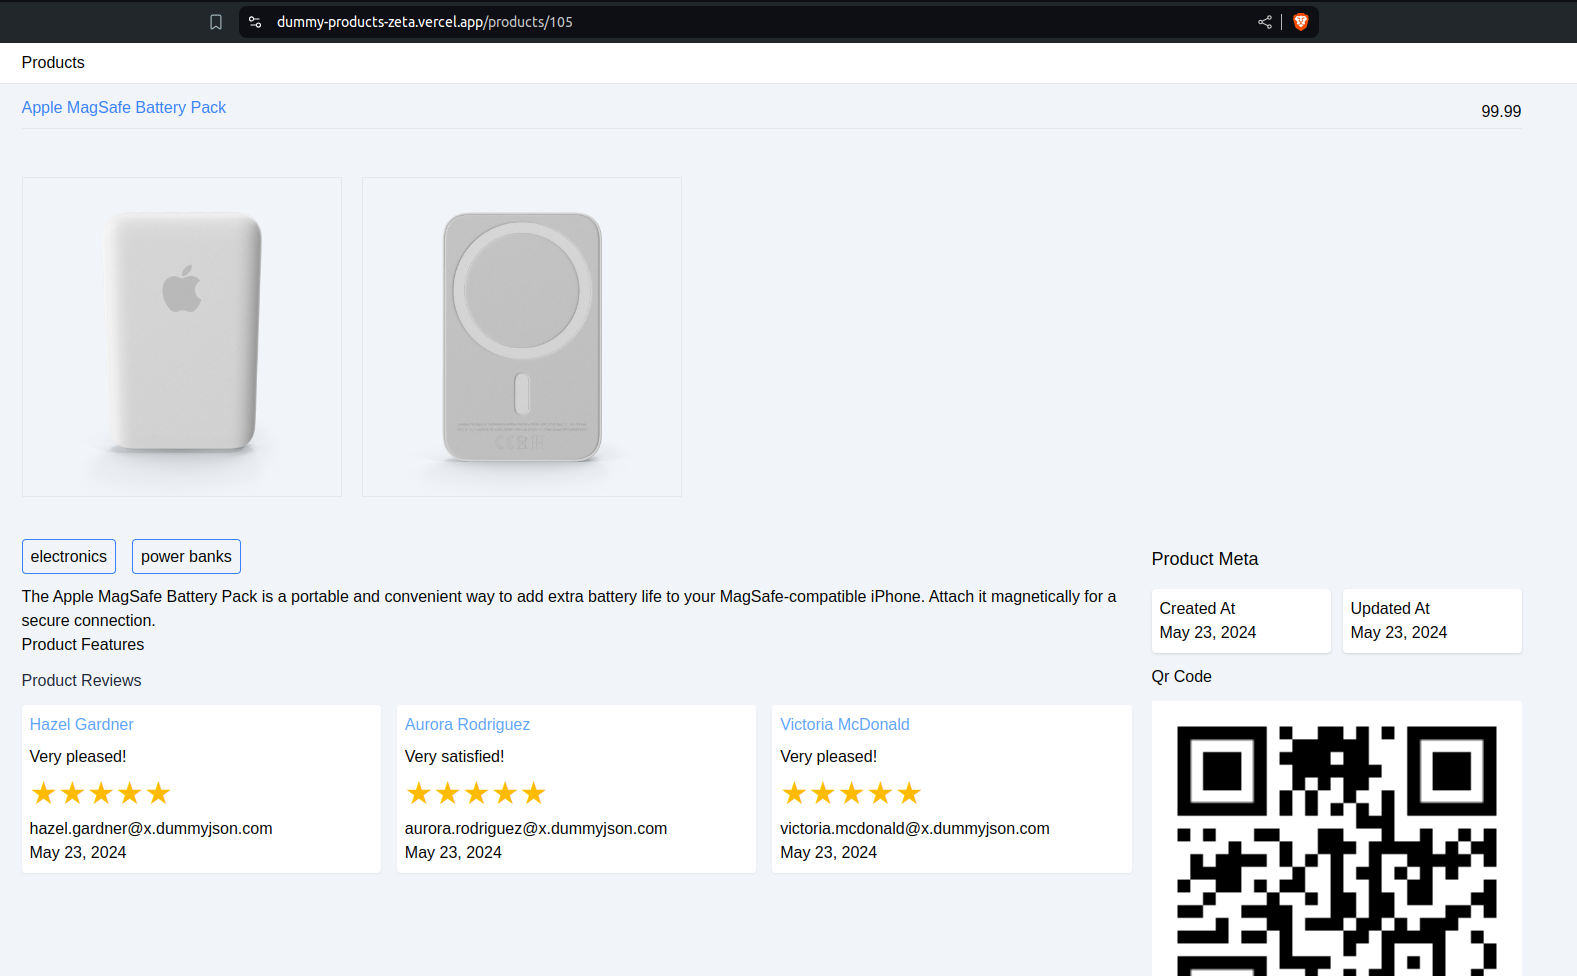 dummy-products-zeta.vercel.app/products/105
Products
Apple MagSafe Battery Pack
99.99
electronics
power banks
The Apple MagSafe Battery Pack is a portable and convenient way to add extra battery life to your MagSafe-compatible iPhone. Attach it magnetically for a
secure connection.
Product Features
Product Reviews
Hazel Gardner
Very pleased!
hazel.gardner@x.dummyjson.com
May 23, 2024
Aurora Rodriguez
Very satisfied!
aurora.rodriguez@x.dummyjson.com
May 23, 2024
Victoria McDonald
Very pleased!
victoria.mcdonald@x.dummyjson.com
May 23, 2024
Product Meta
Created At
May 23, 2024
Updated At
May 23, 2024
Qr Code